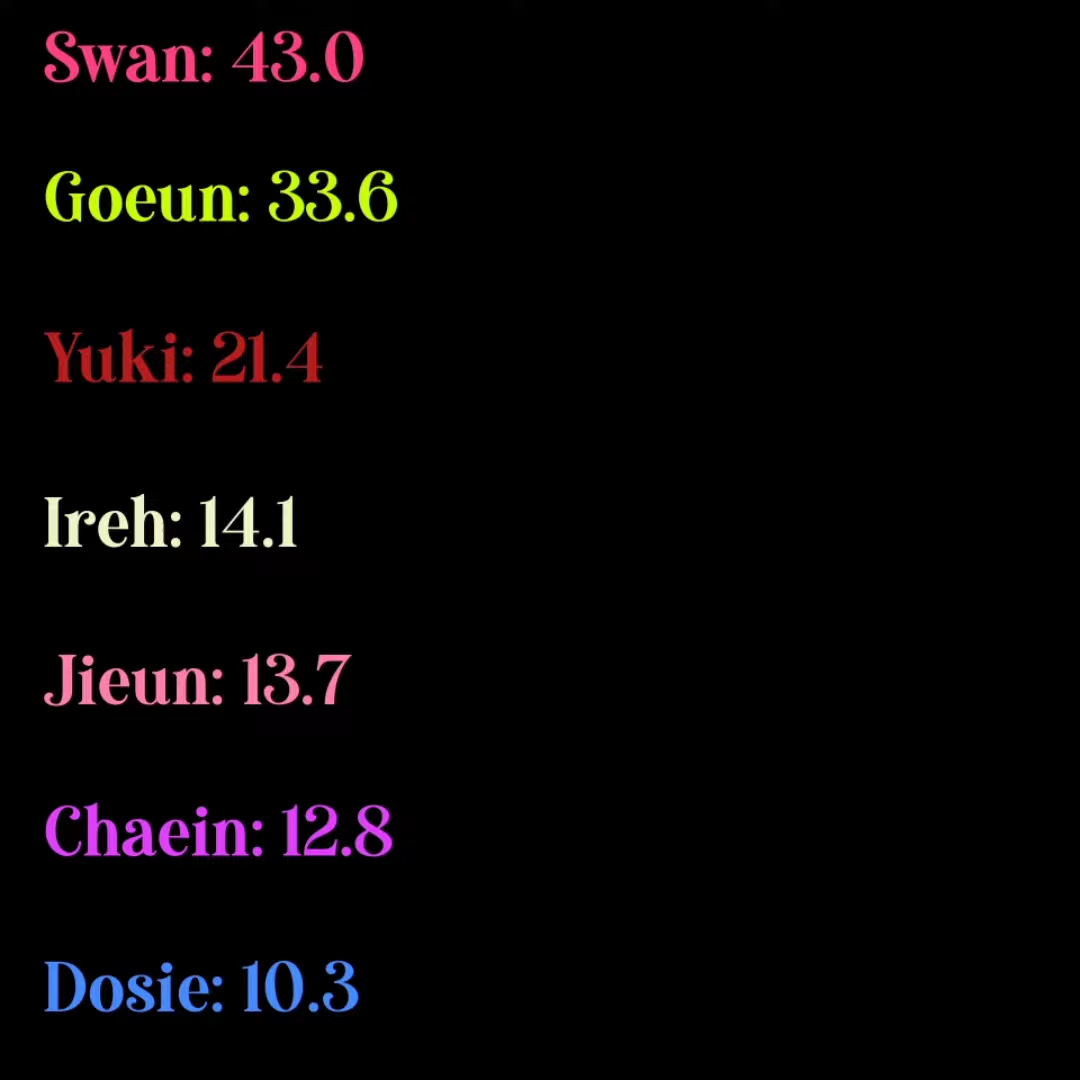 Swan: 43.0
Goeun: 33.6
Yuki: 21.4
Ireh: 14.1
Jieun: 13.7
Chaein: 12.8
Dosie: 10.3